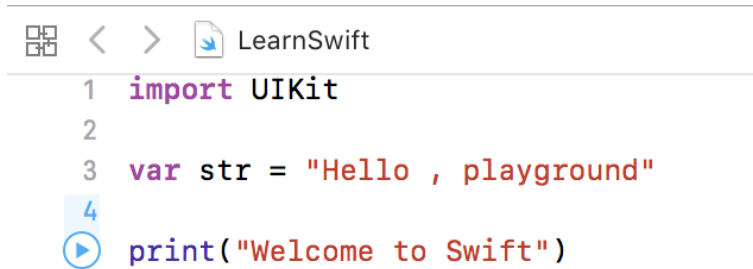 LearnSwift
1 import UIKit
2
3 var str = "Hello , playground"
4
print("Welcome to Swift")